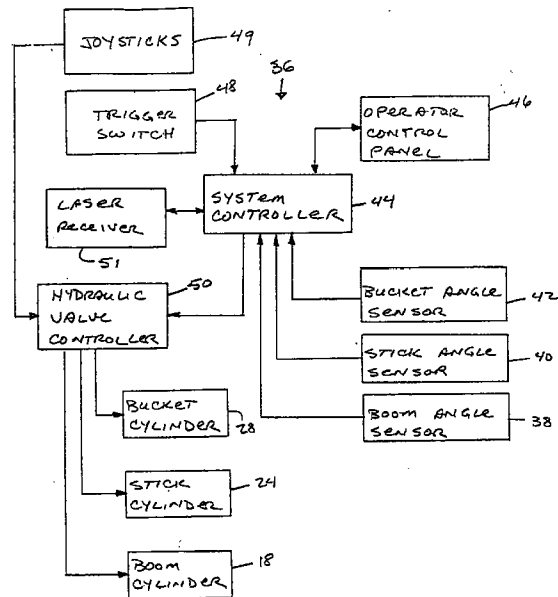 JOYSTICKS
49
36
48
TRIGGER
SWITCH
46
OPERATOR
CONTROL
PANEL
LASER
RECEIVER
51
SYSTEM
CONTROLLER
44
50
HYDRAULIC
VALVE
CONTROLLER
BUCKET ANGLE
SENSOR
42
STICK ANGLE
SENSOR
40
BOOM ANGLE
SENSOR
38
BUCKET
CYLINDER
28
STICK
CYLINDER
24
BOOM
CYLINDER
18